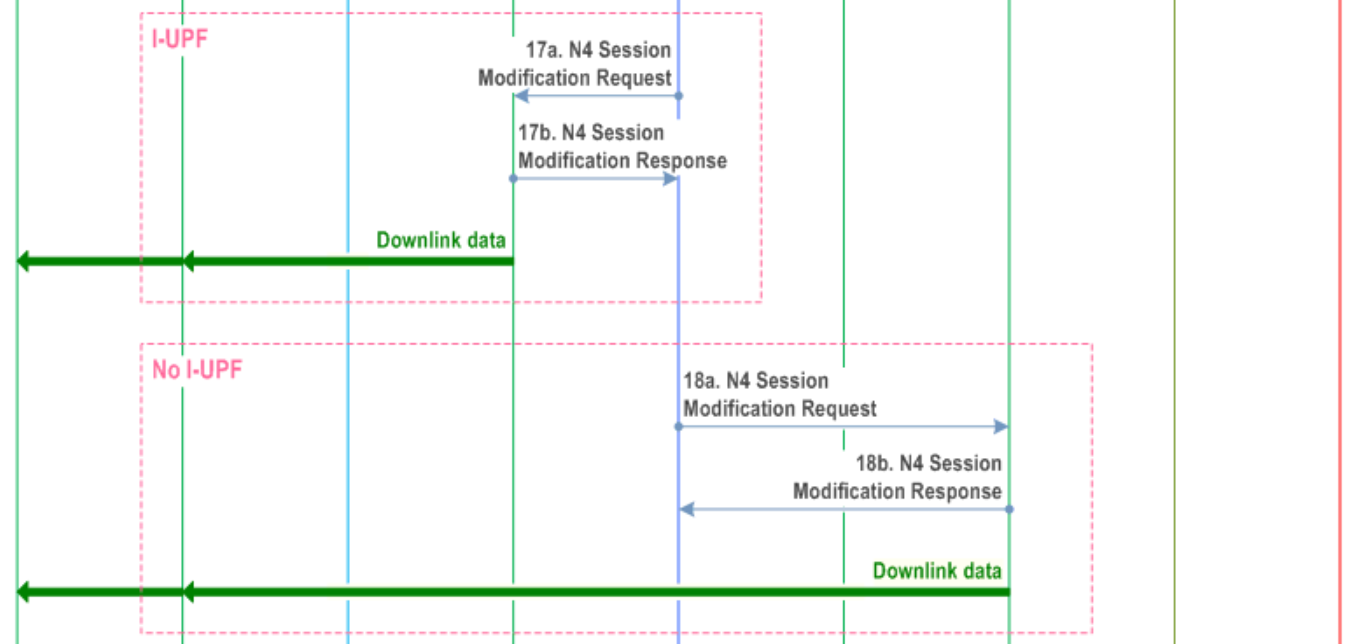 I-UPF
17a. N4 Session
Modification Request
17b. N4 Session
Modification Response
Downlink data
No I-UPF
18a. N4 Session
Modification Request
18b. N4 Session
Modification Response
Downlink data